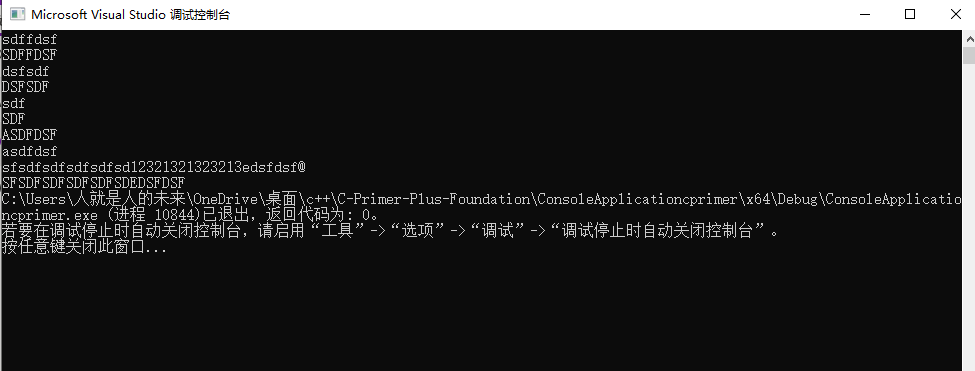 Microsoft Visual Studio 调试控制台
sdffdsf
SDFFDSF
dsfsdf
DSFSDF
sdf
SDF
ASDFDSF
asdfdsf
sfsdfsdfsdfsdfsd12321321323213edsfdsf@
SFSDFSDFSDFSDFSDEDSFDSF
C:\Users\人就是人的未来\OneDrive\桌面\c++\C-Primer-Plus-Foundation\ConsoleApplicationcprimer\x64\Debug\ConsoleApplicatio
ncprimer.exe (进程 10844)已退出，返回代码为: 0。
若要在调试停止时自动关闭控制台，请启用“工具”->“选项”->“调试”->“调试停止时自动关闭控制台”。
按任意键关闭此窗口...